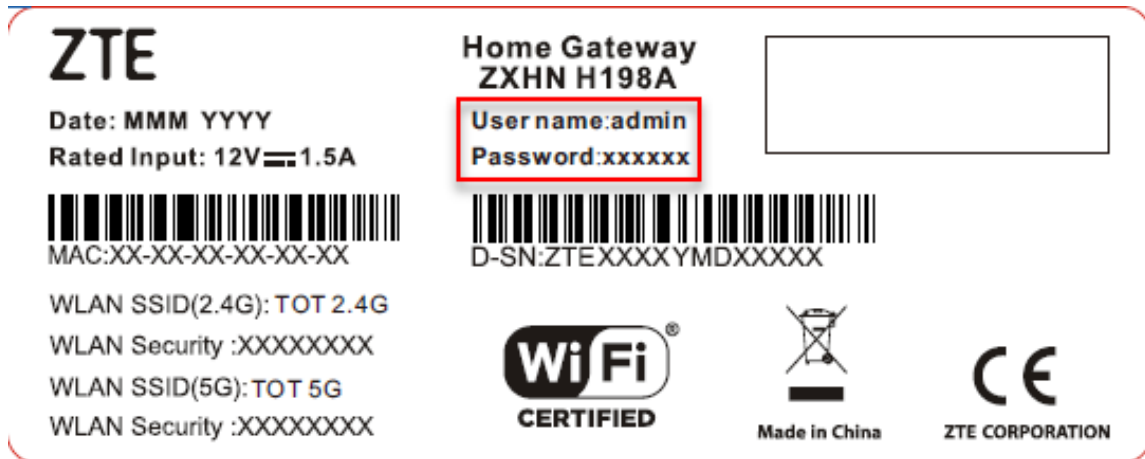 ZTE
Home Gateway
ZXHN H198A
Date: MMM YYYY
User name:admin
Rated Input: 12V 1.5A
Password:xxxxxx
MAC:XX-XX-XX-XX-XX-XX
D-SN:ZTEXXXXYMDXXXXX
WLAN SSID(2.4G): TOT 2.4G
WLAN Security :XXXXXXXX
WLAN SSID(5G): TOT 5G
WLAN Security :XXXXXXXX
Wi Fi ®
CERTIFIED
Made in China
CE
ZTE CORPORATION